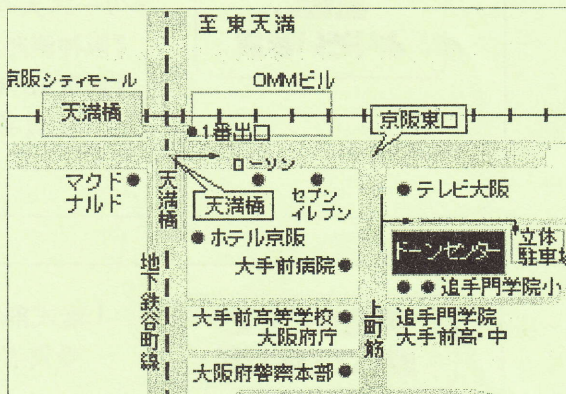 至東天満
京阪シティモール
OMMビル
天満橋
京阪東口
1番出口
ローソン
マクド
ナルド
天満橋
天満橋
セブン
イレブン
テレビ大阪
ホテル京阪
立体
駐車場
ドーンセンター
大手前病院
地下鉄谷町線
追手門学院小
大手前高等学校
大阪府庁
上町筋
追手門学院
大手前高・中
大阪府警察本部